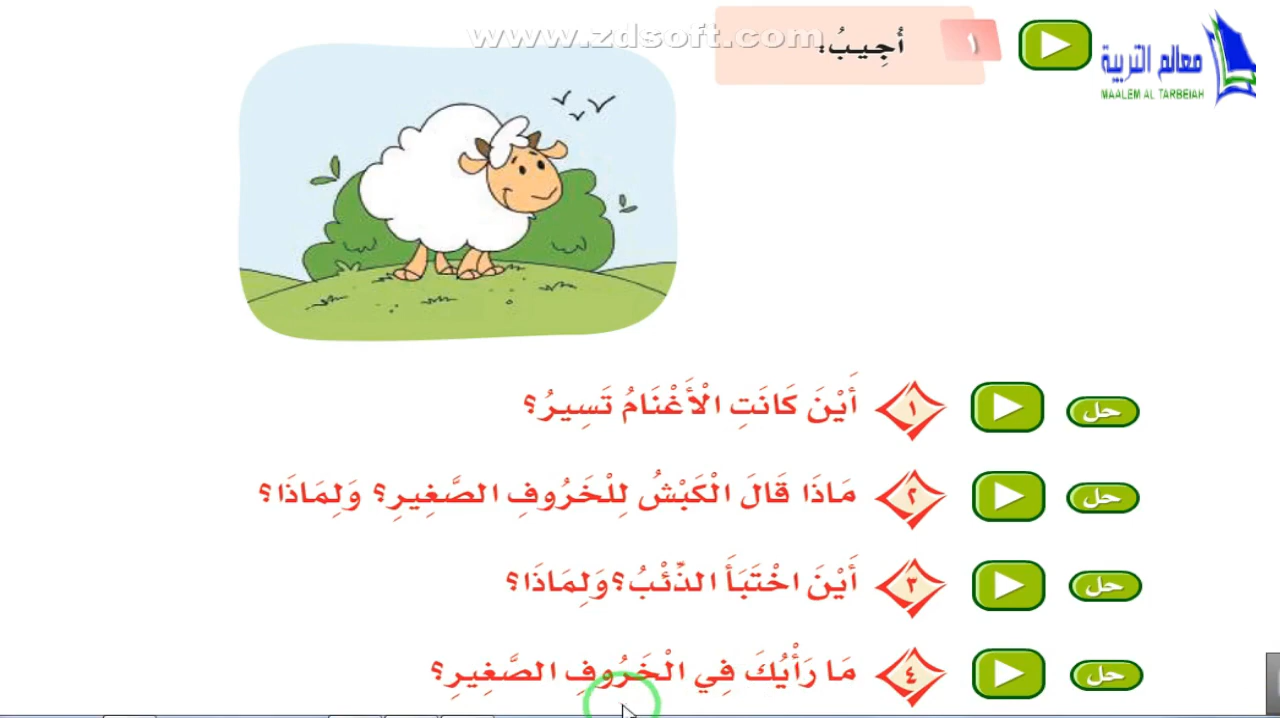 www.zdsoft.com
١ أُجِيبُ:
معالم التربية
MAALEM AL TARBEIAH
حل ١ أَيْنَ كَانَتِ الْأَغْنَامُ تَسِيرُ؟
حل ٢ مَاذَا قَالَ الْكَبْشُ لِلْخَرُوفِ الصَّغِيرِ؟ وَلِمَاذَا؟
حل ٣ أَيْنَ اخْتَبَأَ الذِّئْبُ؟وَلِمَاذَا؟
حل ٤ مَا رَأْيُكَ فِي الْخَرُوفِ الصَّغِيرِ؟